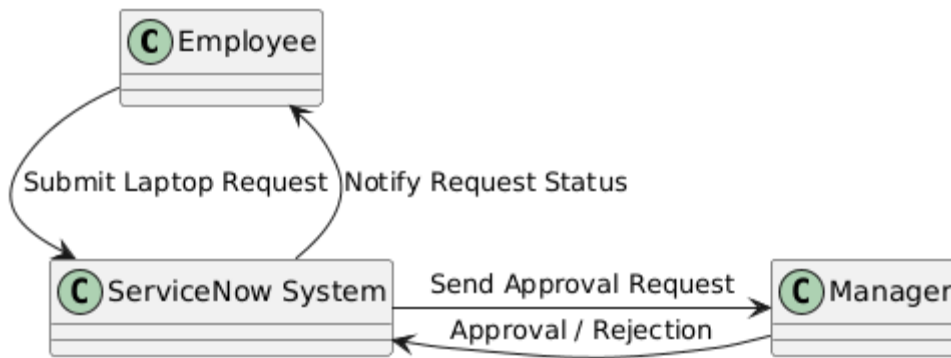 C Employee
Submit Laptop Request
Notify Request Status
C ServiceNow System
Send Approval Request
C Manager
Approval / Rejection